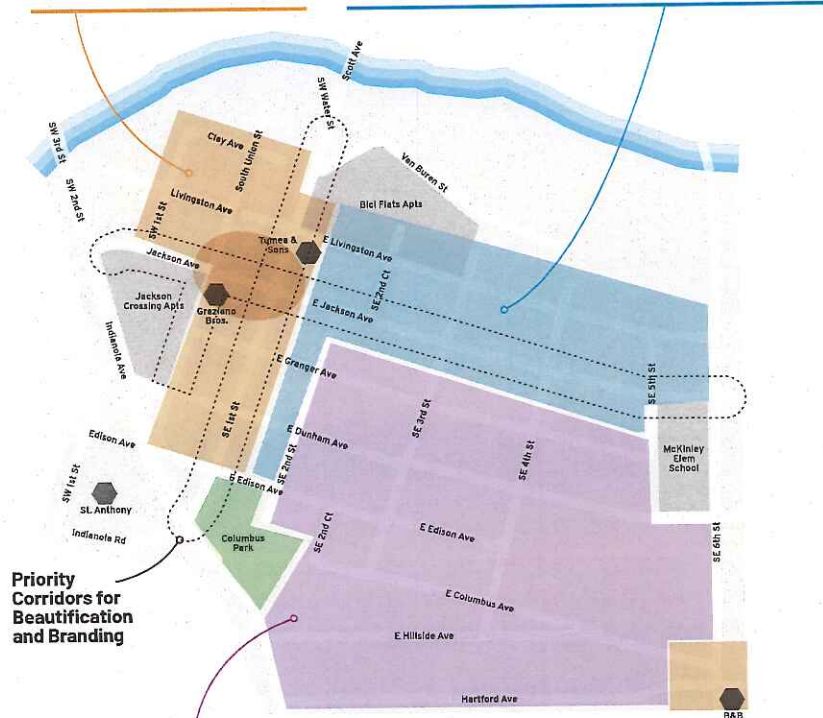 Scott Ave
SW Water St
SW 3rd St
SW 2nd St
Clay Ave
South Union St
Van Buren St
Livingston Ave
Bici Flats Apts
SW 1st St
Tumea &
Sons
E Livingston Ave
Jackson Ave
SE 2nd Ct
Jackson
Crossing Apts
Graziano
Bros.
E Jackson Ave
Indianola Ave
E Granger Ave
SE 5th St
SE 1st St
SE 3rd St
E Dunham Ave
SE 4th St
Edison Ave
SE 2nd St
McKinley
Elem
School
SW 1st St
E Edison Ave
St. Anthony
Indianola Rd
Columbus
Park
SE 2nd Ct
E Edison Ave
SE 6th St
Priority
Corridors for
Beautification
and Branding
E Columbus Ave
E Hillside Ave
Hartford Ave
B&B